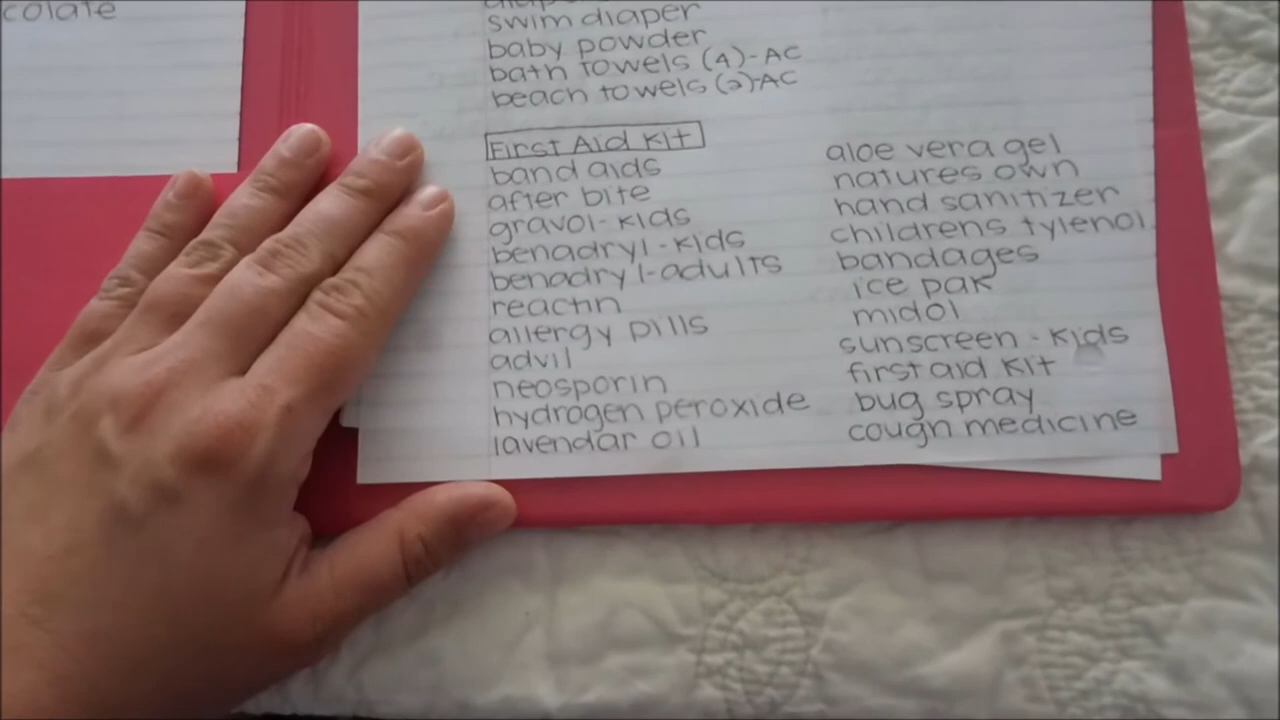 colate
swim diaper
baby powder
bath towels (4)-AC
beach towels (2)-AC
First Aid Kit
band aids
after bite
gravol-kids
benadryl-kids
benadryl-adults
reactin
allergy pills
advil
neosporin
hydrogen peroxide
lavendar oil
aloe vera gel
natures own
hand sanitizer
childrens tylenol
bandages
ice pak
midol
sunscreen - kids
first aid kit
bug spray
cough medicine